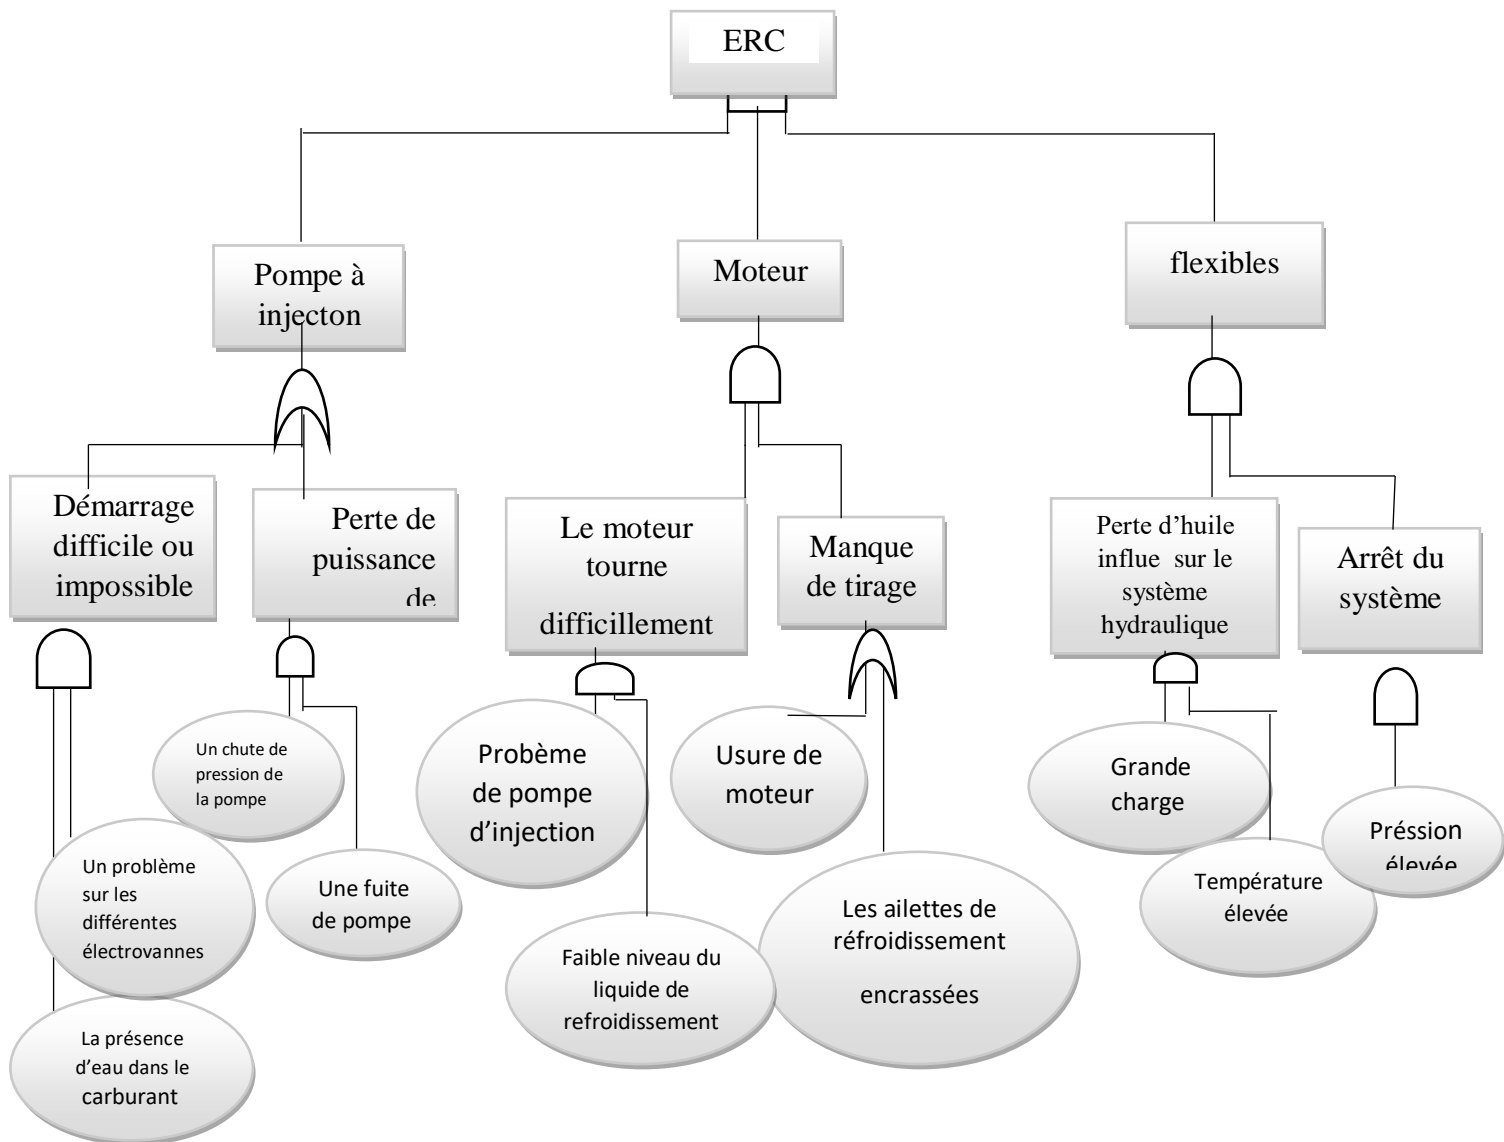 ERC
Pompe à
injecton
Moteur
flexibles
Démarrage
difficile ou
impossible
Perte de
puissance
de
Le moteur
tourne
difficillement
Manque
de tirage
Perte d’huile
influe sur le
système
hydraulique
Arrêt du
système
Un chute de
pression de
la pompe
Un problème
sur les
différentes
électrovannes
La présence
d’eau dans le
carburant
Une fuite
de pompe
Probème
de pompe
d’injection
Faible niveau du
liquide de
refroidissement
Usure de
moteur
Les ailettes de
réfroidissement
encrassées
Grande
charge
Température
élevée
Préssion
élevée